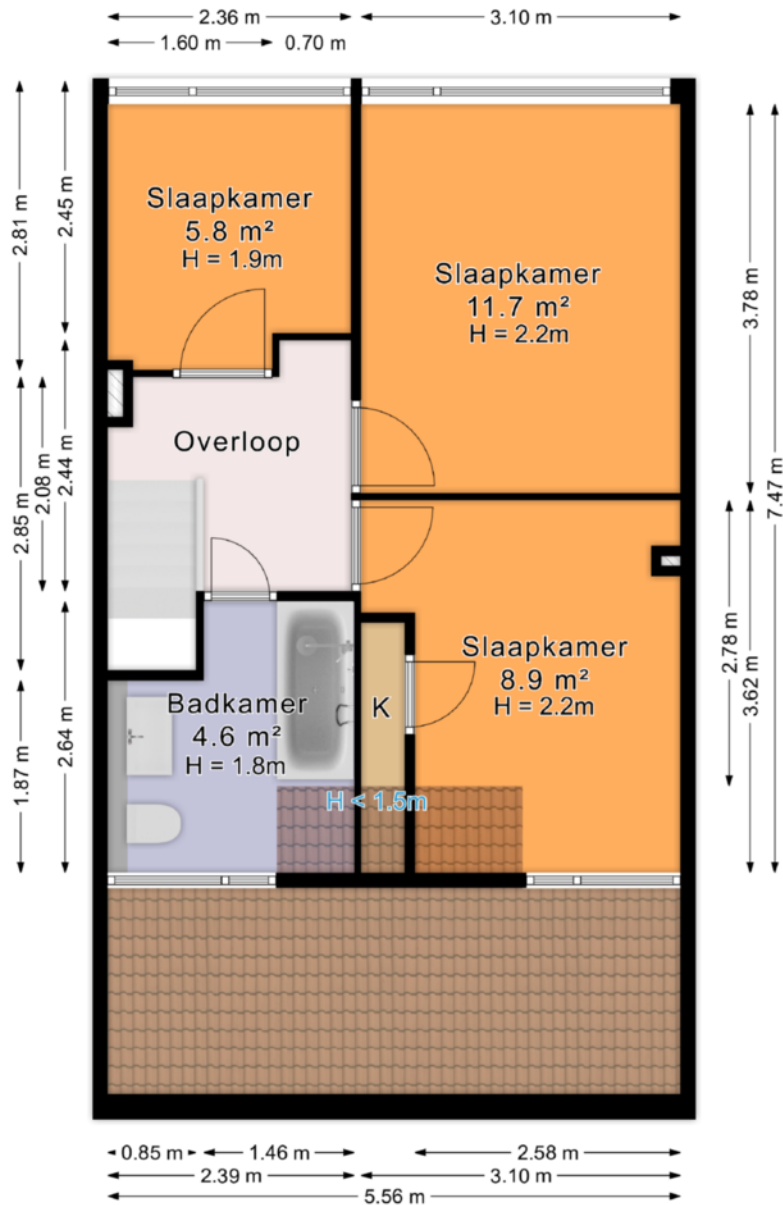 2.36 m
3.10 m
1.60 m
0.70 m
2.81 m
2.45 m
Slaapkamer
5.8 m²
H = 1.9m
Slaapkamer
11.7 m²
H = 2.2m
3.78 m
7.47 m
Overloop
2.85 m
2.08 m
2.44 m
Slaapkamer
8.9 m²
H = 2.2m
2.78 m
3.62 m
Badkamer
4.6 m²
H = 1.8m
K
H < 1.5m
1.87 m
2.64 m
0.85 m
1.46 m
2.58 m
2.39 m
3.10 m
5.56 m